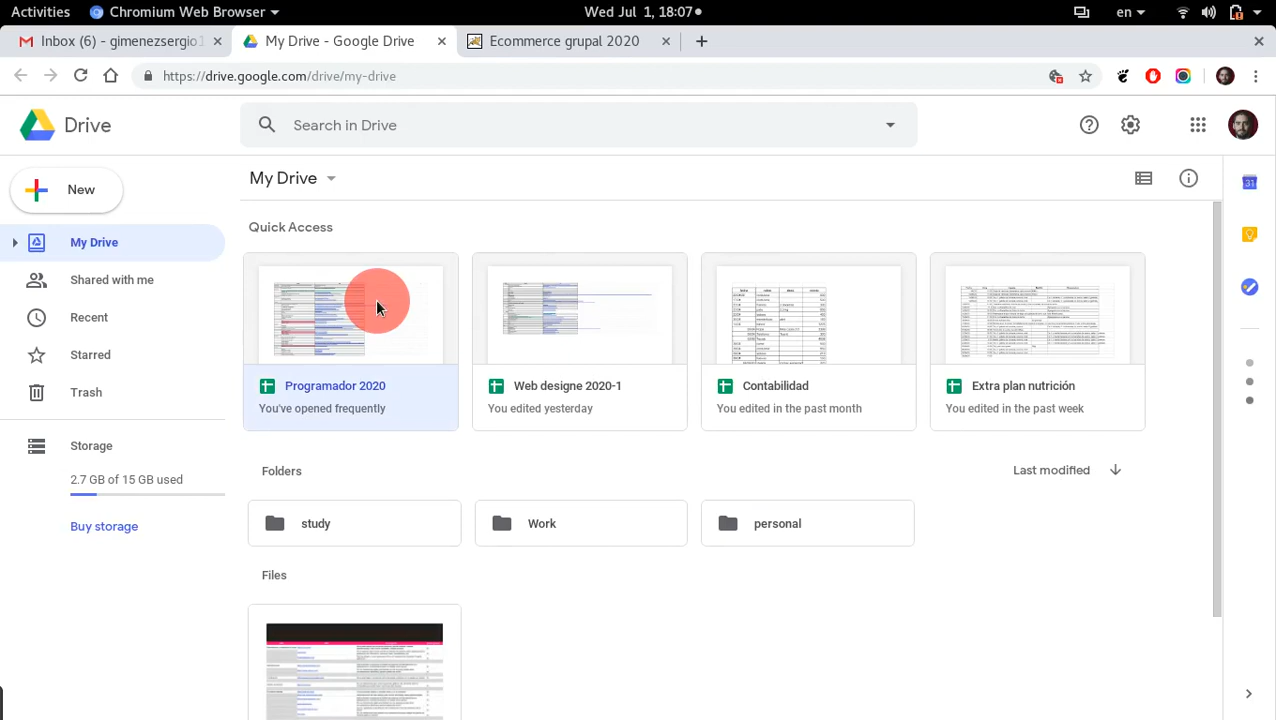 Activities Chromium Web Browser Wed Jul 1, 18:07 en
Inbox (6) - gimenezsergio1 My Drive - Google Drive Ecommerce grupal 2020
https://drive.google.com/drive/my-drive
Drive Search in Drive
New
My Drive
Shared with me
Recent
Starred
Trash
Storage
2.7 GB of 15 GB used
Buy storage
My Drive
Quick Access
Programador 2020 Web designe 2020-1 Contabilidad Extra plan nutrición
You've opened frequently You edited yesterday You edited in the past month You edited in the past week
Folders Last modified
study Work personal
Files
31